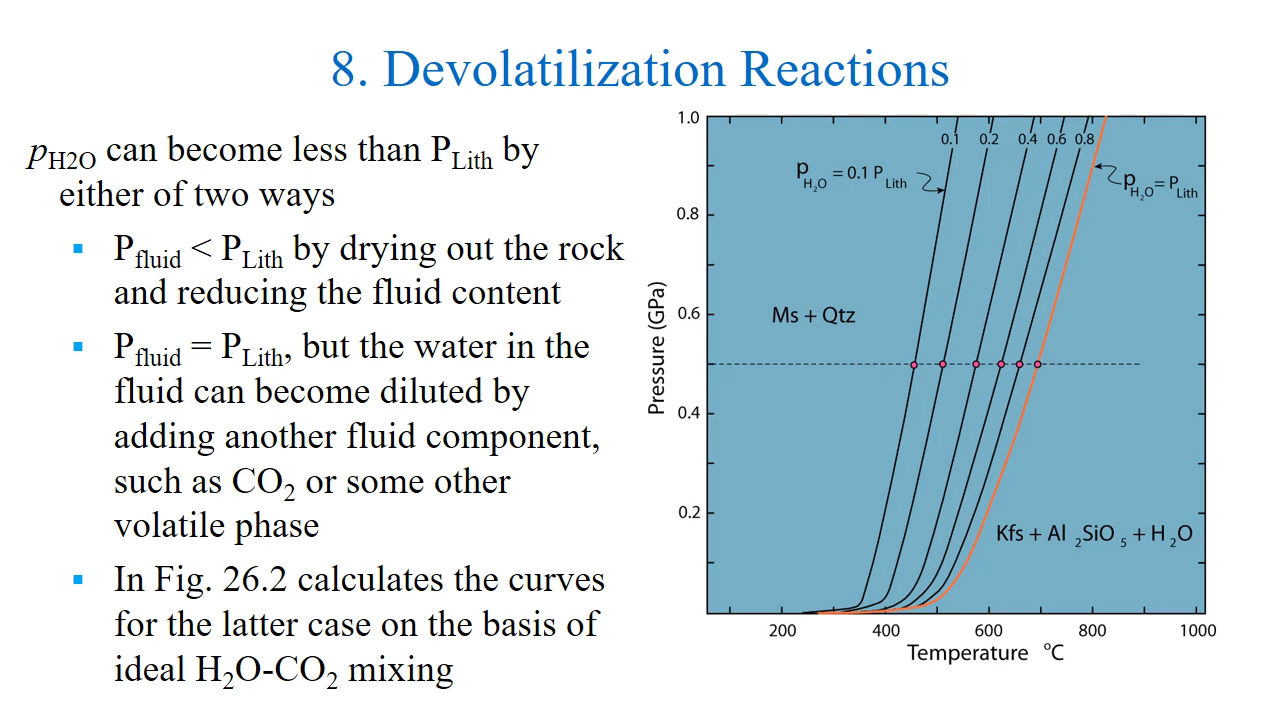 8. Devolatilization Reactions
pH2O can become less than PLith by
either of two ways
▪ Pfluid < PLith by drying out the rock
and reducing the fluid content
▪ Pfluid = PLith, but the water in the
fluid can become diluted by
adding another fluid component,
such as CO2 or some other
volatile phase
▪ In Fig. 26.2 calculates the curves
for the latter case on the basis of
ideal H2O-CO2 mixing
1.0
0.8
0.6
0.4
0.2
Pressure (GPa)
0.1 0.2 0.4 0.6 0.8
pH2O = 0.1 PLith
pH2O = PLith
Ms + Qtz
Kfs + Al2SiO5 + H2O
200 400 600 800 1000
Temperature °C